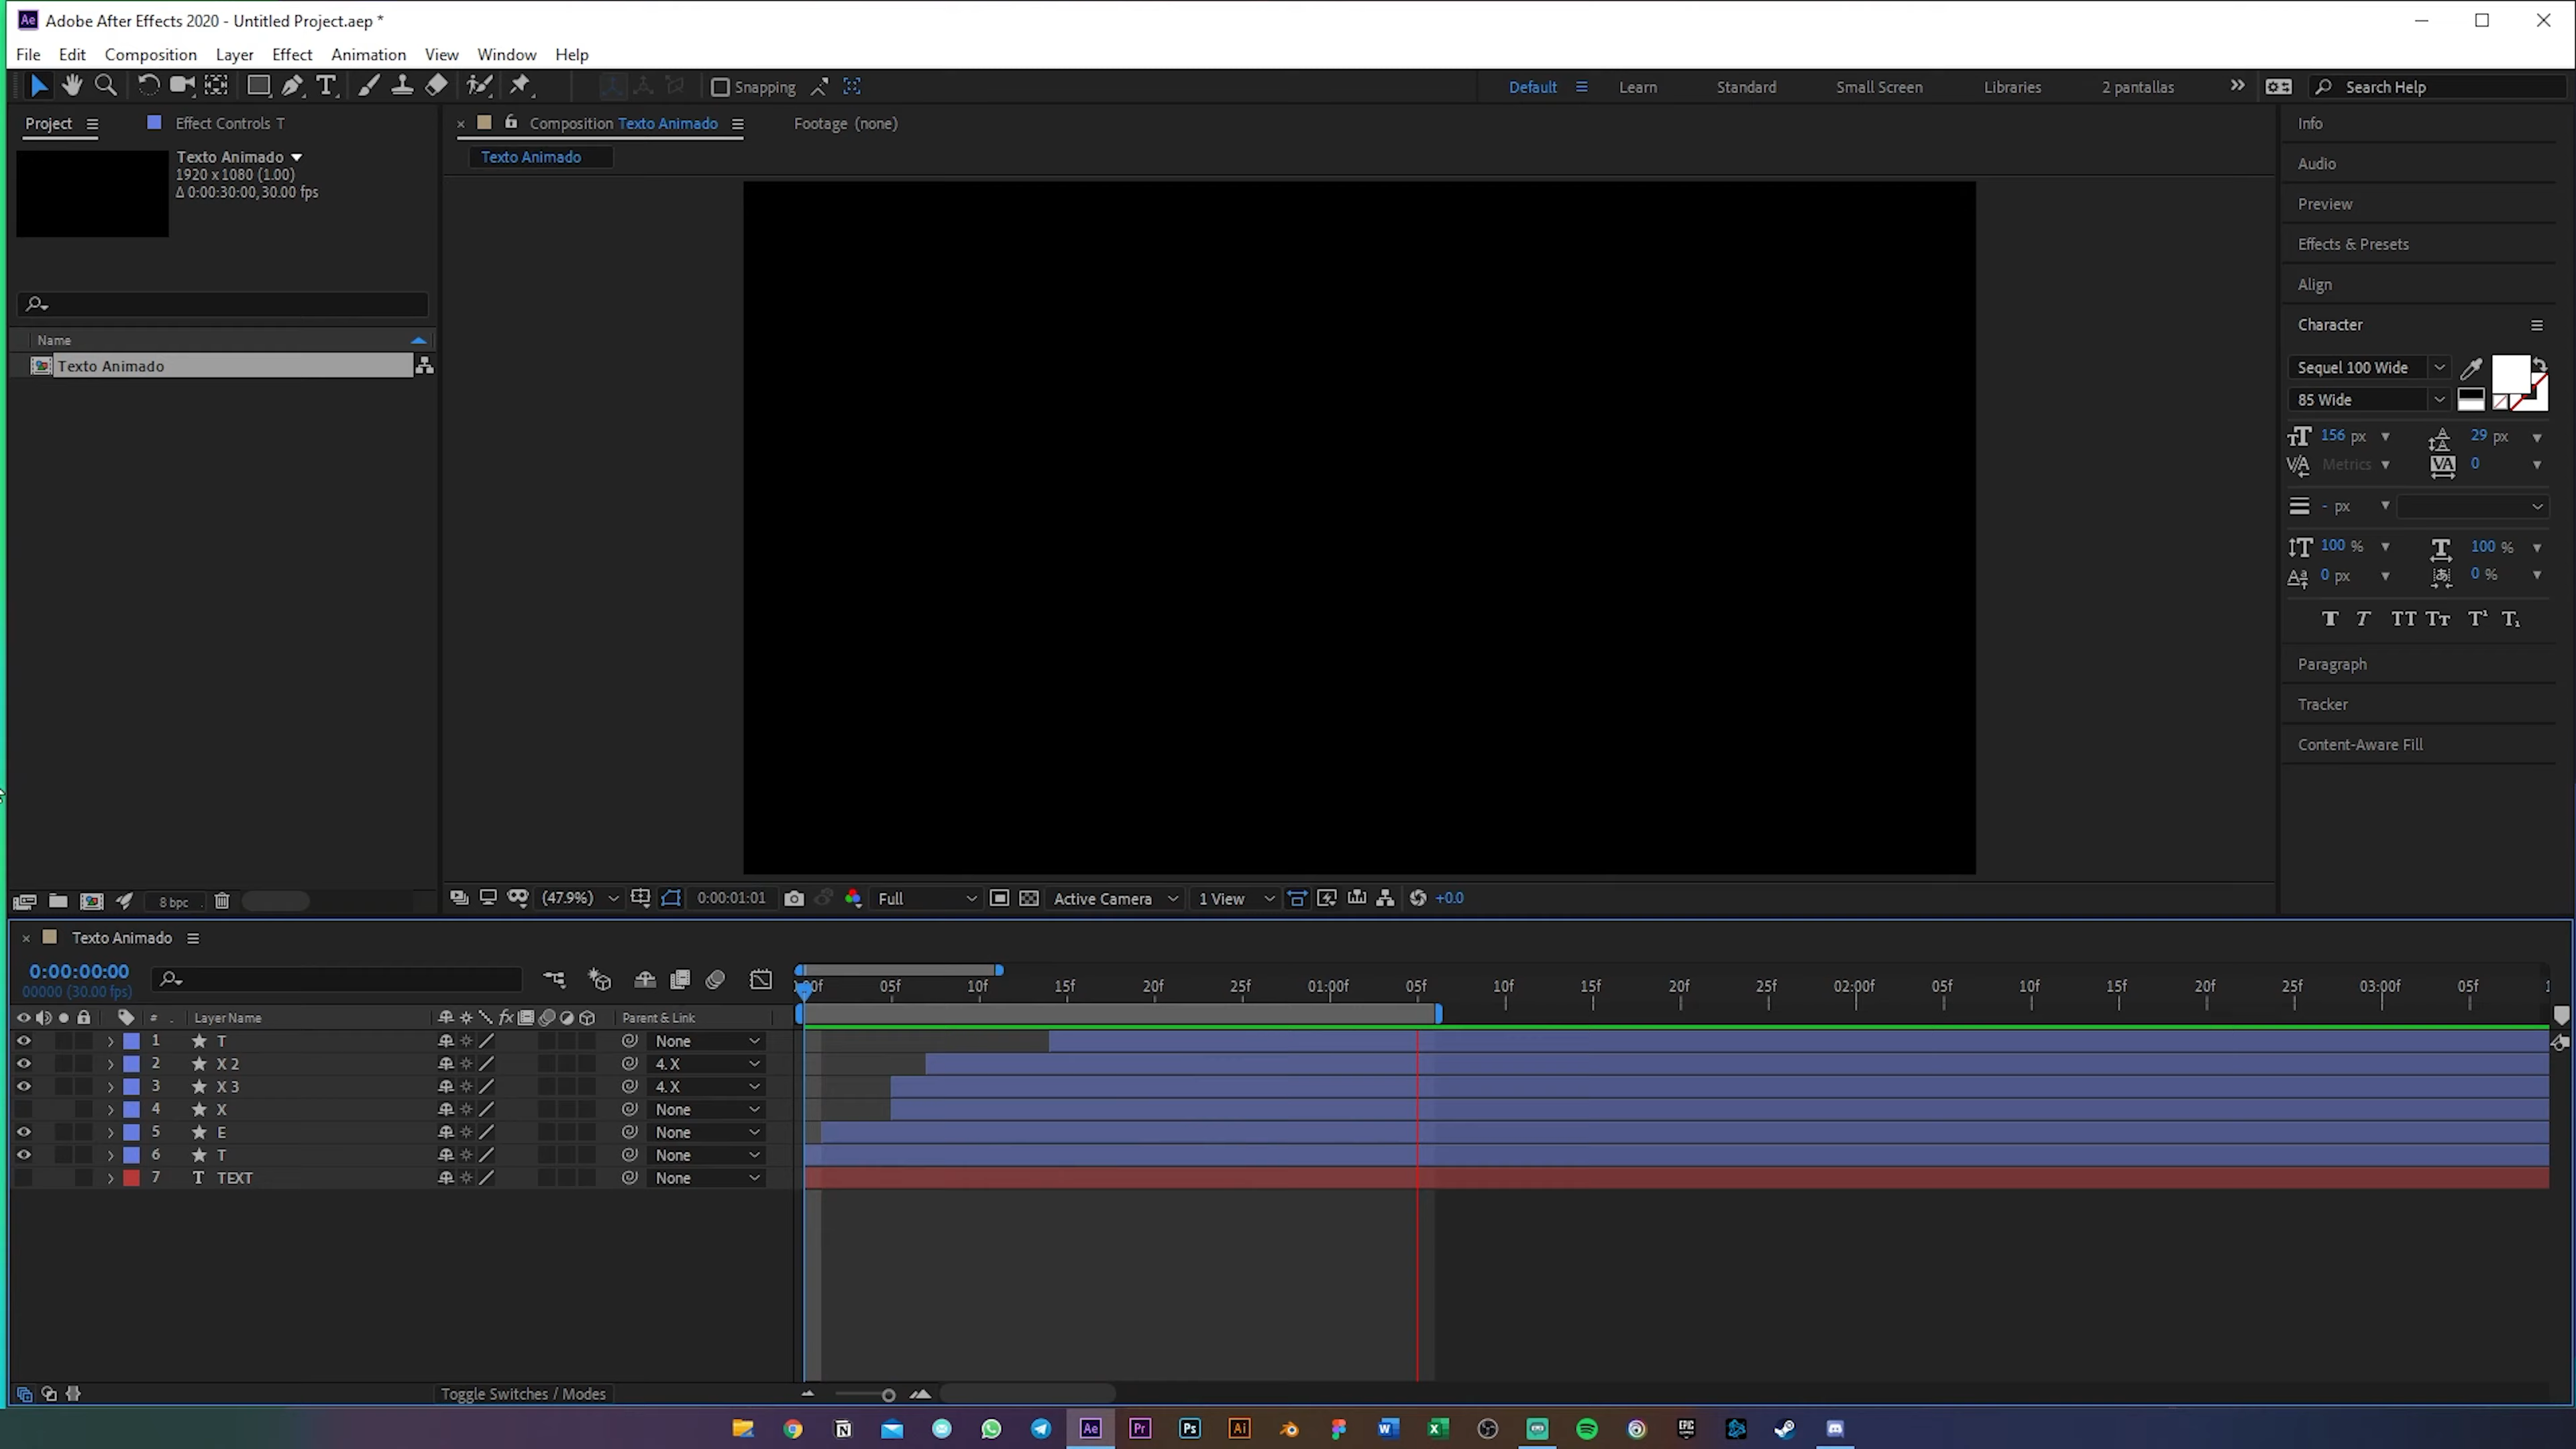 Ae Adobe After Effects 2020 - Untitled Project.aep *
File Edit Composition Layer Effect Animation View Window Help
Snapping
Default Learn Standard Small Screen Libraries 2 pantallas Search Help
Project Effect Controls T
Composition Texto Animado Footage (none)
Texto Animado
Texto Animado
1920 x 1080 (1.00)
Δ 0:00:30:00, 30.00 fps
Name
Texto Animado
8 bpc
(47.9%) 0:00:01:01 Full Active Camera 1 View +0.0
Info
Audio
Preview
Effects & Presets
Align
Character
Sequel 100 Wide
85 Wide
156 px 29 px
Metrics 0
- px
100 % 100 %
0 px 0 %
Paragraph
Tracker
Content-Aware Fill
Texto Animado
0:00:00:00
00000 (30.00 fps)
05f 10f 15f 20f 25f 01:00f 05f 10f 15f 20f 25f 02:00f 05f 10f 15f 20f 25f 03:00f 05f
# Layer Name fx Parent & Link
1 T None
2 X 2 4. X
3 X 3 4. X
4 X None
5 E None
6 T None
7 T TEXT None
Toggle Switches / Modes
Ae Pr Ps Ai